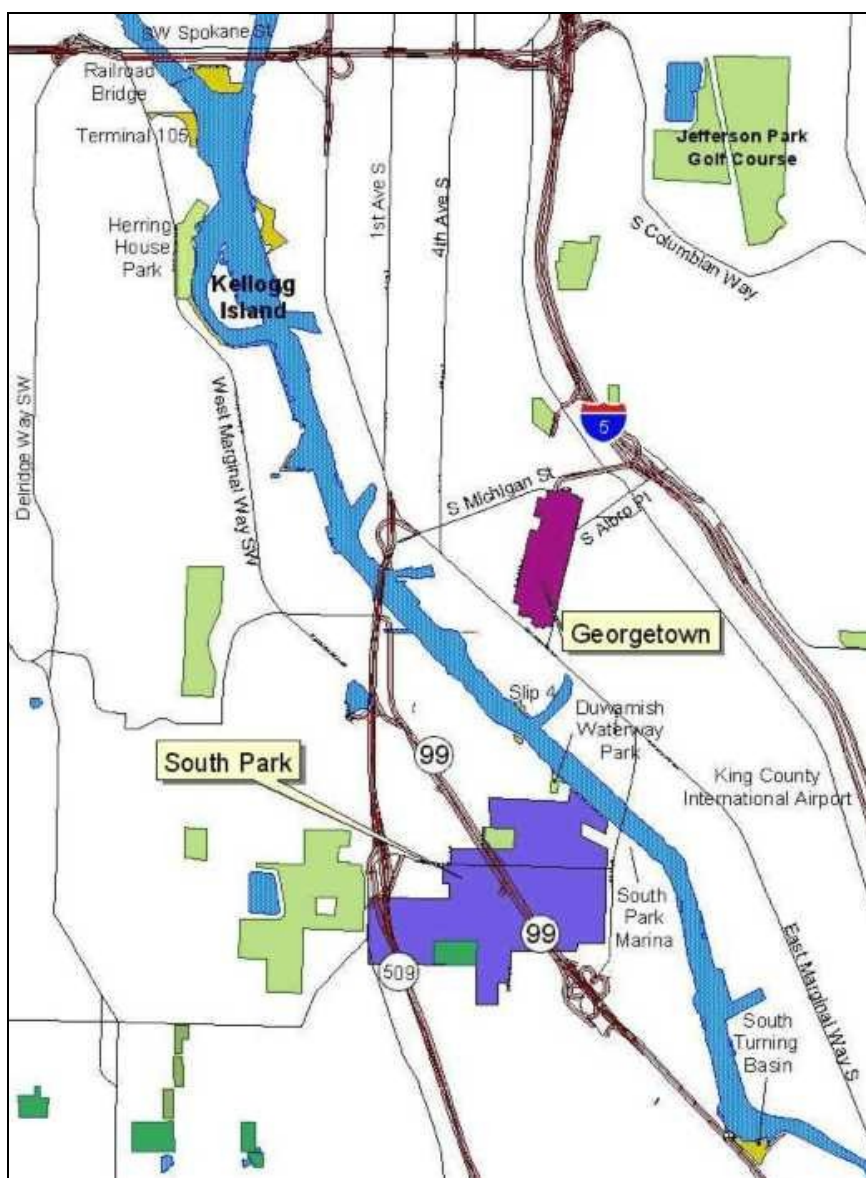 SW Spokane St
Railroad
Bridge
Terminal 105
Jefferson Park
Golf Course
1st Ave S
4th Ave S
Herring
House
Park
S Columbian Way
Kellogg
Island
Delridge Way SW
West Marginal Way SW
5
S Michigan St
S Albro Pl
Georgetown
Slip 4
Duwamish
Waterway
Park
99
South Park
King County
International Airport
South
Park
Marina
99
509
East Marginal Way S
South
Turning
Basin